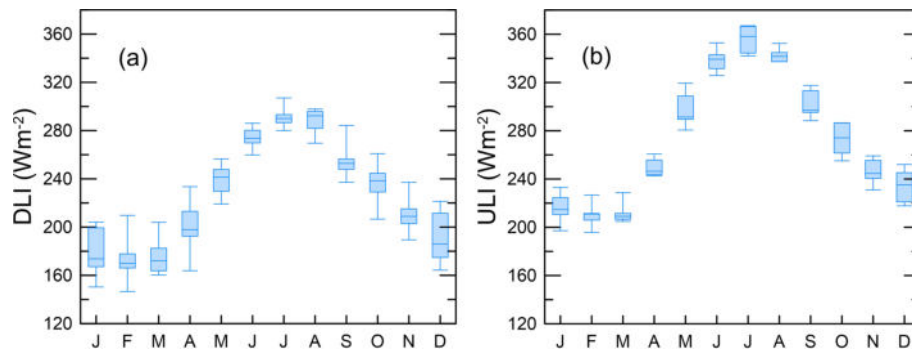 (a)
DLI (Wm-2)
360
320
280
240
200
160
120
J F M A M J J A S O N D
(b)
ULI (Wm-2)
360
320
280
240
200
160
120
J F M A M J J A S O N D